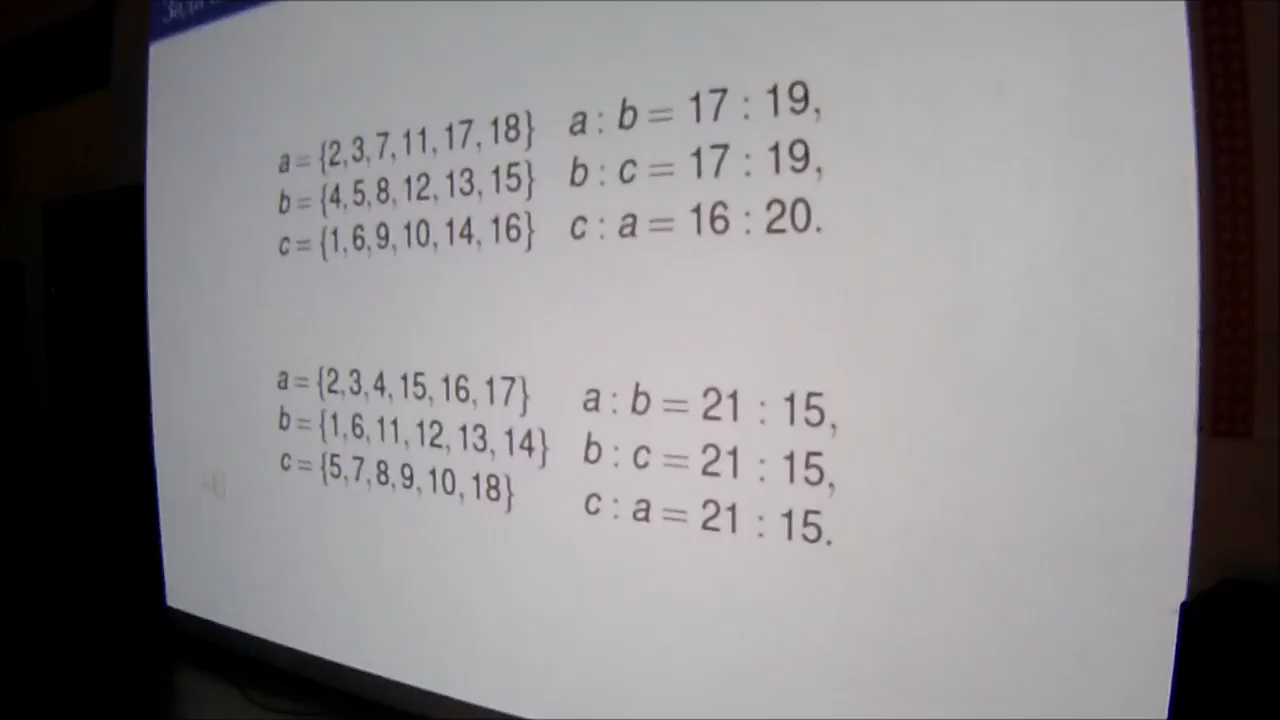 a = {2, 3, 7, 11, 17, 18} a : b = 17 : 19,
b = {4, 5, 8, 12, 13, 15} b : c = 17 : 19,
c = {1, 6, 9, 10, 14, 16} c : a = 16 : 20.
a = {2, 3, 4, 15, 16, 17} a : b = 21 : 15,
b = {1, 6, 11, 12, 13, 14} b : c = 21 : 15,
c = {5, 7, 8, 9, 10, 18} c : a = 21 : 15.